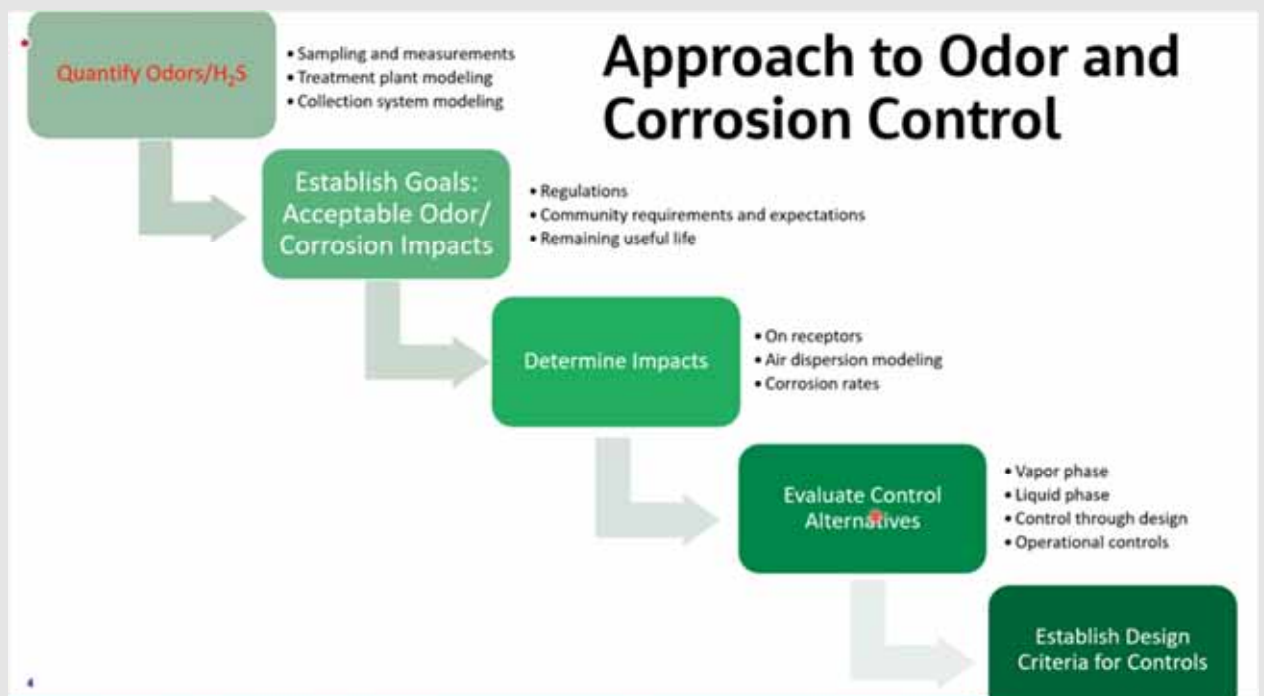 Approach to Odor and
Corrosion Control
Quantify Odors/H₂S
• Sampling and measurements
• Treatment plant modeling
• Collection system modeling
Establish Goals:
Acceptable Odor/
Corrosion Impacts
• Regulations
• Community requirements and expectations
• Remaining useful life
Determine Impacts
• On receptors
• Air dispersion modeling
• Corrosion rates
Evaluate Control
Alternatives
• Vapor phase
• Liquid phase
• Control through design
• Operational controls
Establish Design
Criteria for Controls
4